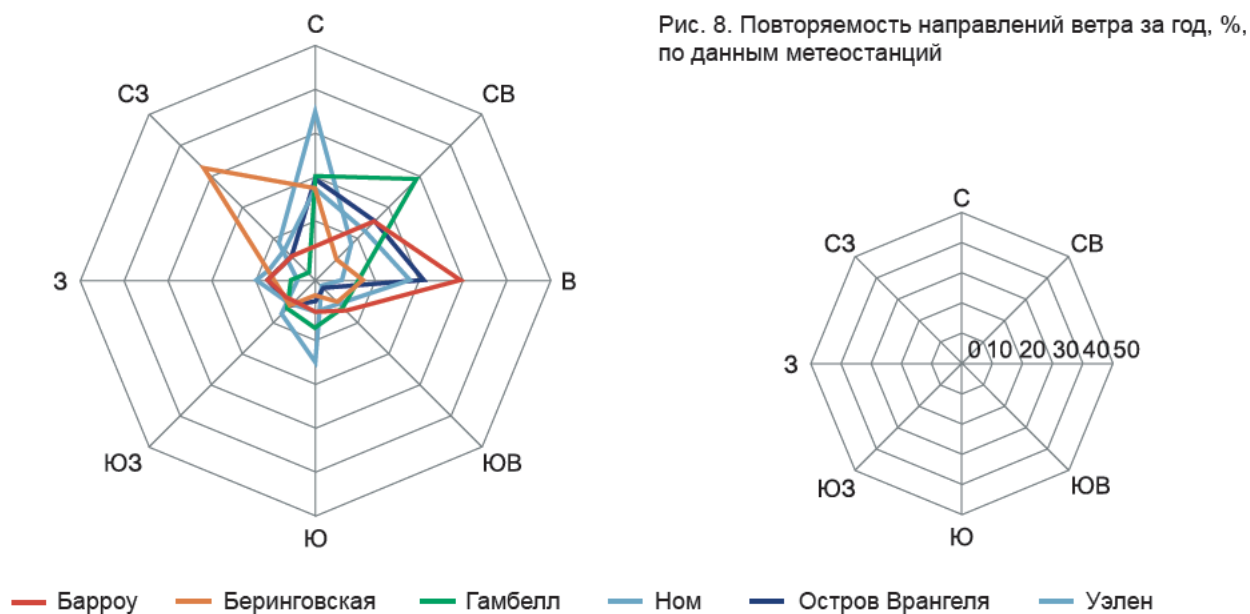 Рис. 8. Повторяемость направлений ветра за год, %,
по данным метеостанций
С
СЗ
СВ
З
В
ЮЗ
ЮВ
Ю
С
СЗ
СВ
З
0 10 20 30 40 50
ЮЗ
ЮВ
Ю
Барроу
Беринговская
Гамбелл
Ном
Остров Врангеля
Уэлен